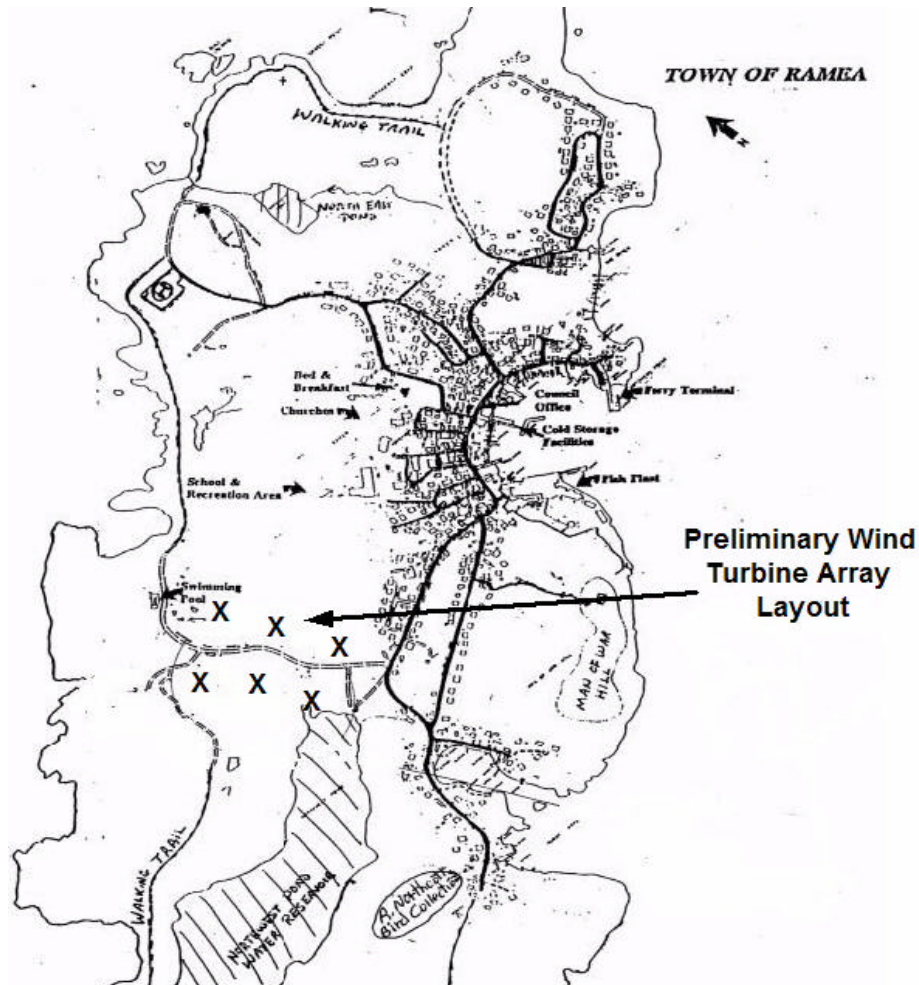 TOWN OF RAMEA
N
WALKING TRAIL
NORTH EAST
POND
Bed &
Breakfast
Churches
Council
Office
Ferry Terminal
Cold Storage
Facilities
School &
Recreation Area
Fish Plant
Preliminary Wind
Turbine Array
Layout
Swimming
Pool
X
X
X
X
X
X
MAN OF WAR
HILL
WALKING TRAIL
NORTHWEST POND
WATER RESERVOIR
R. Northcott
Bird Collection